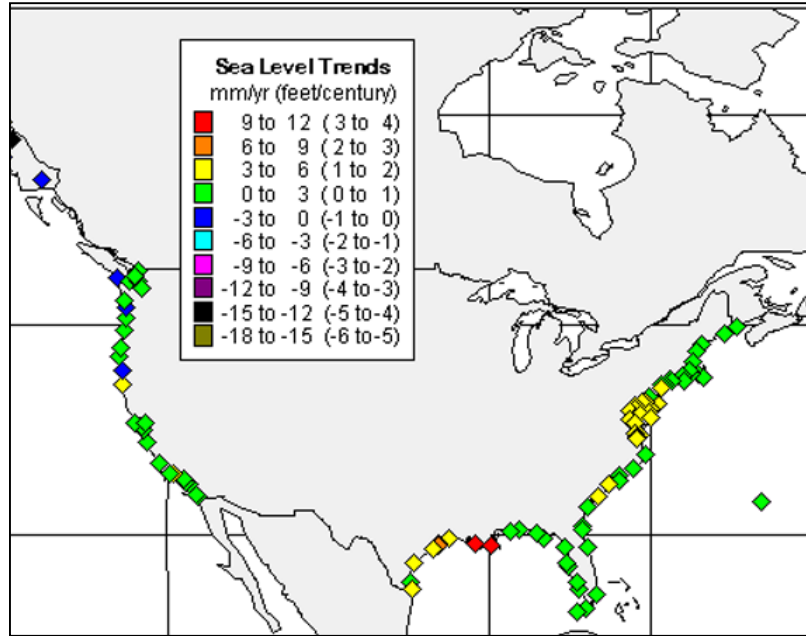 Sea Level Trends
mm/yr (feet/century)
9 to 12 (3 to 4)
6 to 9 (2 to 3)
3 to 6 (1 to 2)
0 to 3 (0 to 1)
-3 to 0 (-1 to 0)
-6 to -3 (-2 to -1)
-9 to -6 (-3 to -2)
-12 to -9 (-4 to -3)
-15 to -12 (-5 to -4)
-18 to -15 (-6 to -5)